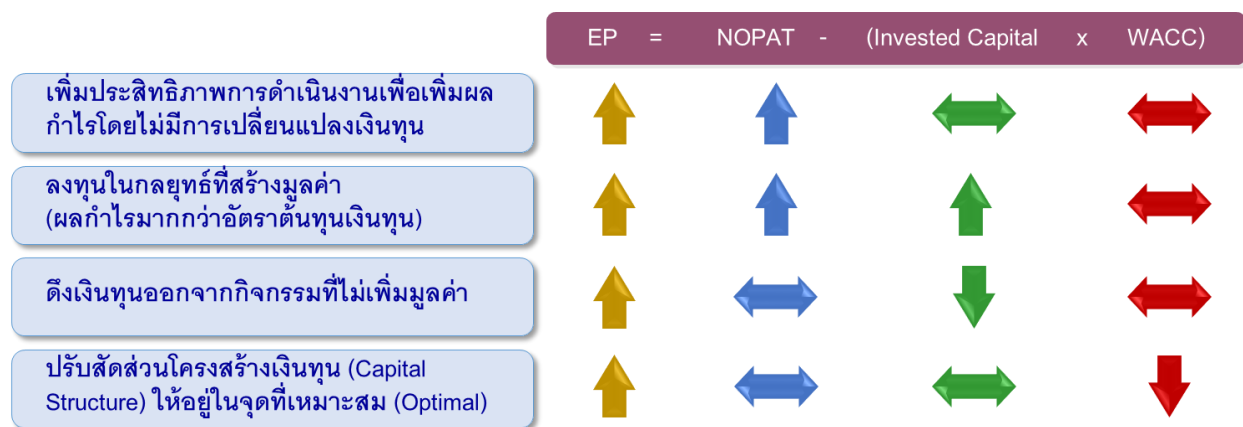 EP = NOPAT - (Invested Capital x WACC)
เพิ่มประสิทธิภาพการดำเนินงานเพื่อเพิ่มผล
กำไรโดยไม่มีการเปลี่ยนแปลงเงินทุน
ลงทุนในกลยุทธ์ที่สร้างมูลค่า
(ผลกำไรมากกว่าอัตราต้นทุนเงินทุน)
ดึงเงินทุนออกจากกิจกรรมที่ไม่เพิ่มมูลค่า
ปรับสัดส่วนโครงสร้างเงินทุน (Capital
Structure) ให้อยู่ในจุดที่เหมาะสม (Optimal)